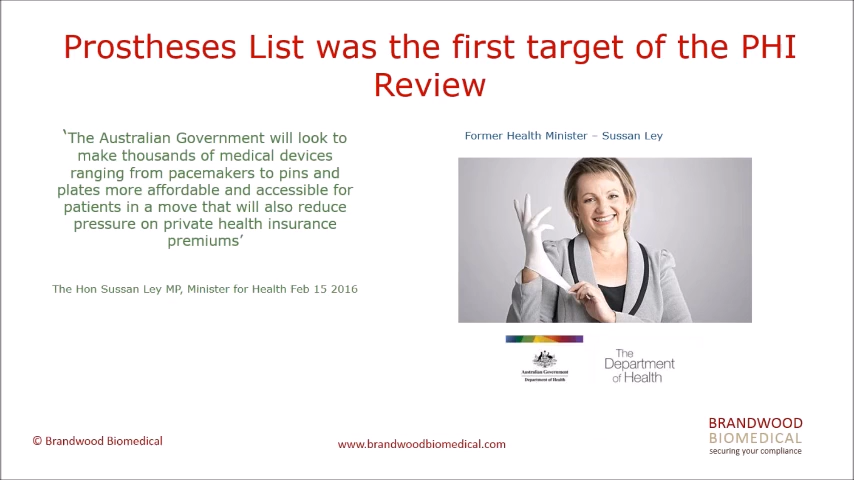 Prostheses List was the first target of the PHI
Review
‘The Australian Government will look to
make thousands of medical devices
ranging from pacemakers to pins and
plates more affordable and accessible for
patients in a move that will also reduce
pressure on private health insurance
premiums’
The Hon Sussan Ley MP, Minister for Health Feb 15 2016
Former Health Minister – Sussan Ley
Australian Government
Department of Health
The
Department
of Health
© Brandwood Biomedical
www.brandwoodbiomedical.com
BRANDWOOD
BIOMEDICAL
securing your compliance